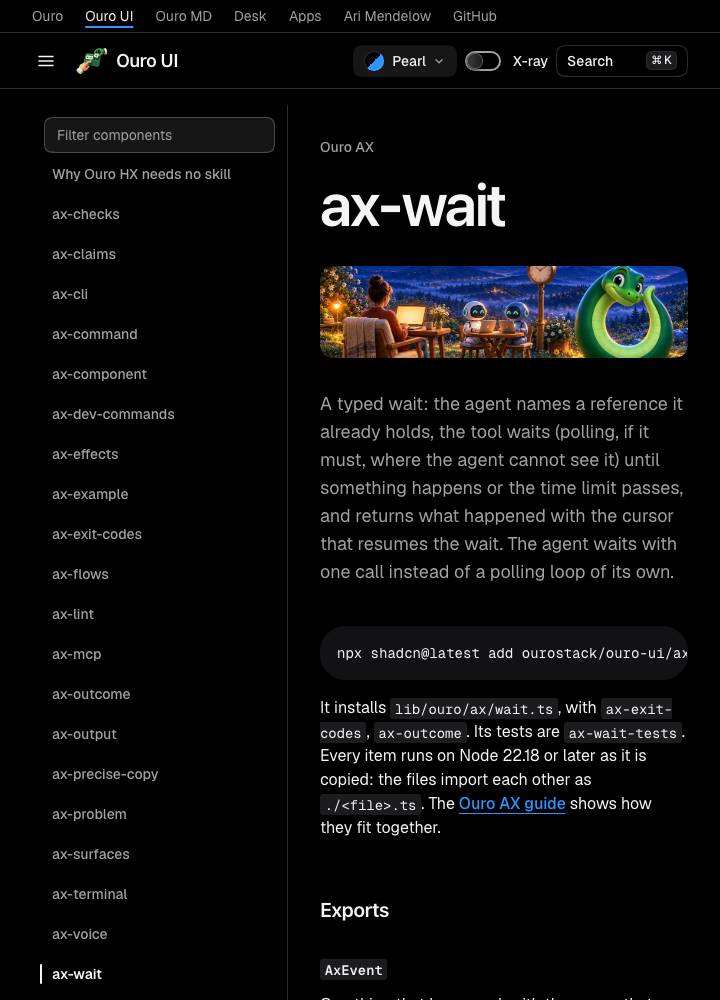 Ouro Ouro UI Ouro MD Desk Apps Ari Mendelow GitHub
Ouro UI Pearl X-ray Search ⌘ K
Filter components
Why Ouro HX needs no skill
ax-checks
ax-claims
ax-cli
ax-command
ax-component
ax-dev-commands
ax-effects
ax-example
ax-exit-codes
ax-flows
ax-lint
ax-mcp
ax-outcome
ax-output
ax-precise-copy
ax-problem
ax-surfaces
ax-terminal
ax-voice
ax-wait
Ouro AX
ax-wait
A typed wait: the agent names a reference it
already holds, the tool waits (polling, if it
must, where the agent cannot see it) until
something happens or the time limit passes,
and returns what happened with the cursor
that resumes the wait. The agent waits with
one call instead of a polling loop of its own.
npx shadcn@latest add ourostack/ouro-ui/ax
It installs lib/ouro/ax/wait.ts, with ax-exit-
codes, ax-outcome. Its tests are ax-wait-tests.
Every item runs on Node 22.18 or later as it is
copied: the files import each other as
./<file>.ts. The Ouro AX guide shows how
they fit together.
Exports
AxEvent